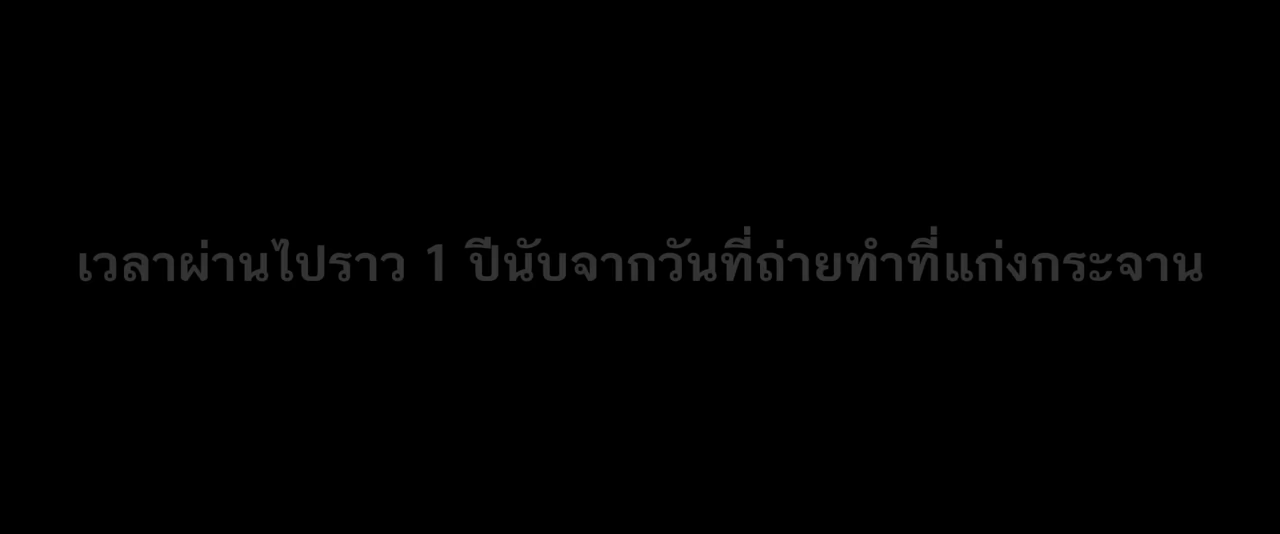 เวลาผ่านไปราว 1 ปีนับจากวันที่ถ่ายทำที่แก่งกระจาน